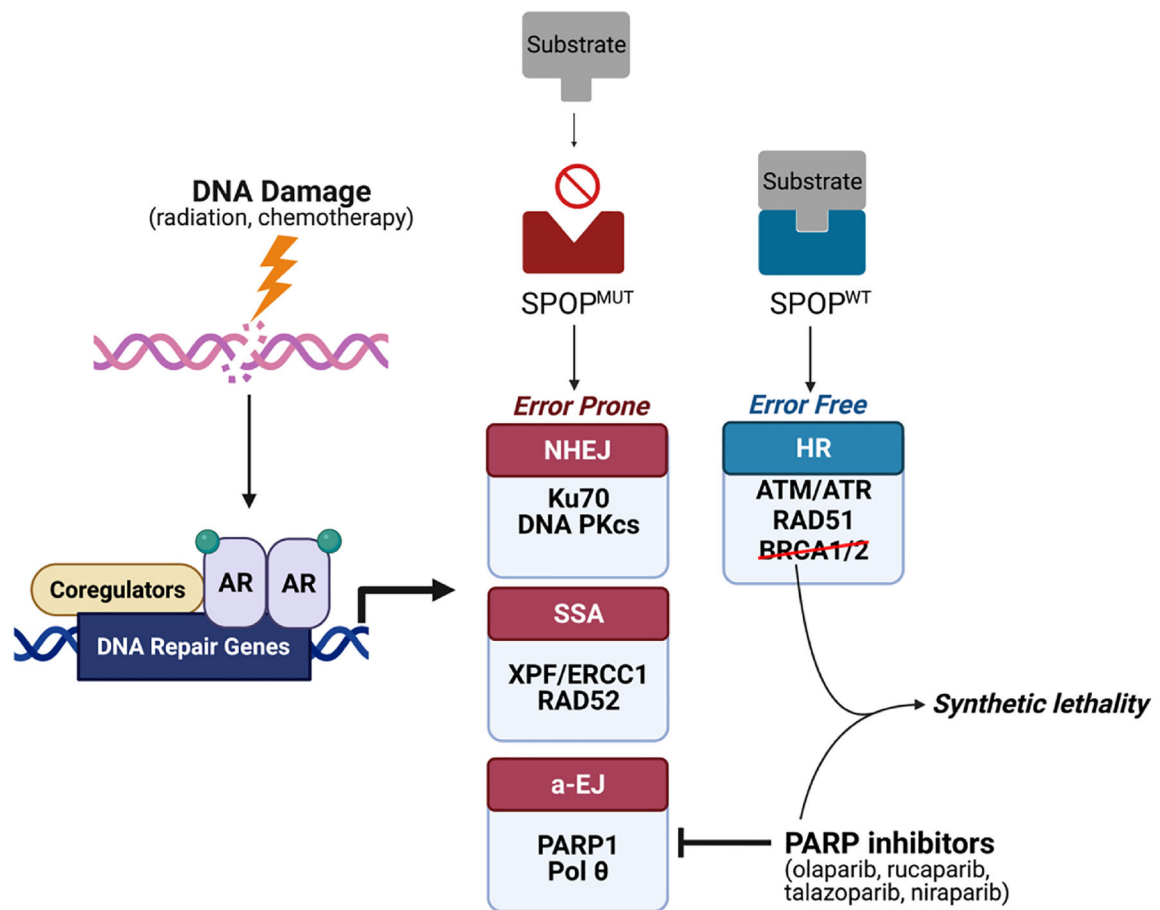 Substrate
DNA Damage
(radiation, chemotherapy)
Substrate
SPOPMUT
SPOPWT
Error Prone
NHEJ
Ku70
DNA PKcs
Error Free
HR
ATM/ATR
RAD51
BRCA1/2
Coregulators
AR
AR
DNA Repair Genes
SSA
XPF/ERCC1
RAD52
Synthetic lethality
a-EJ
PARP1
Pol θ
PARP inhibitors
(olaparib, rucaparib,
talazoparib, niraparib)